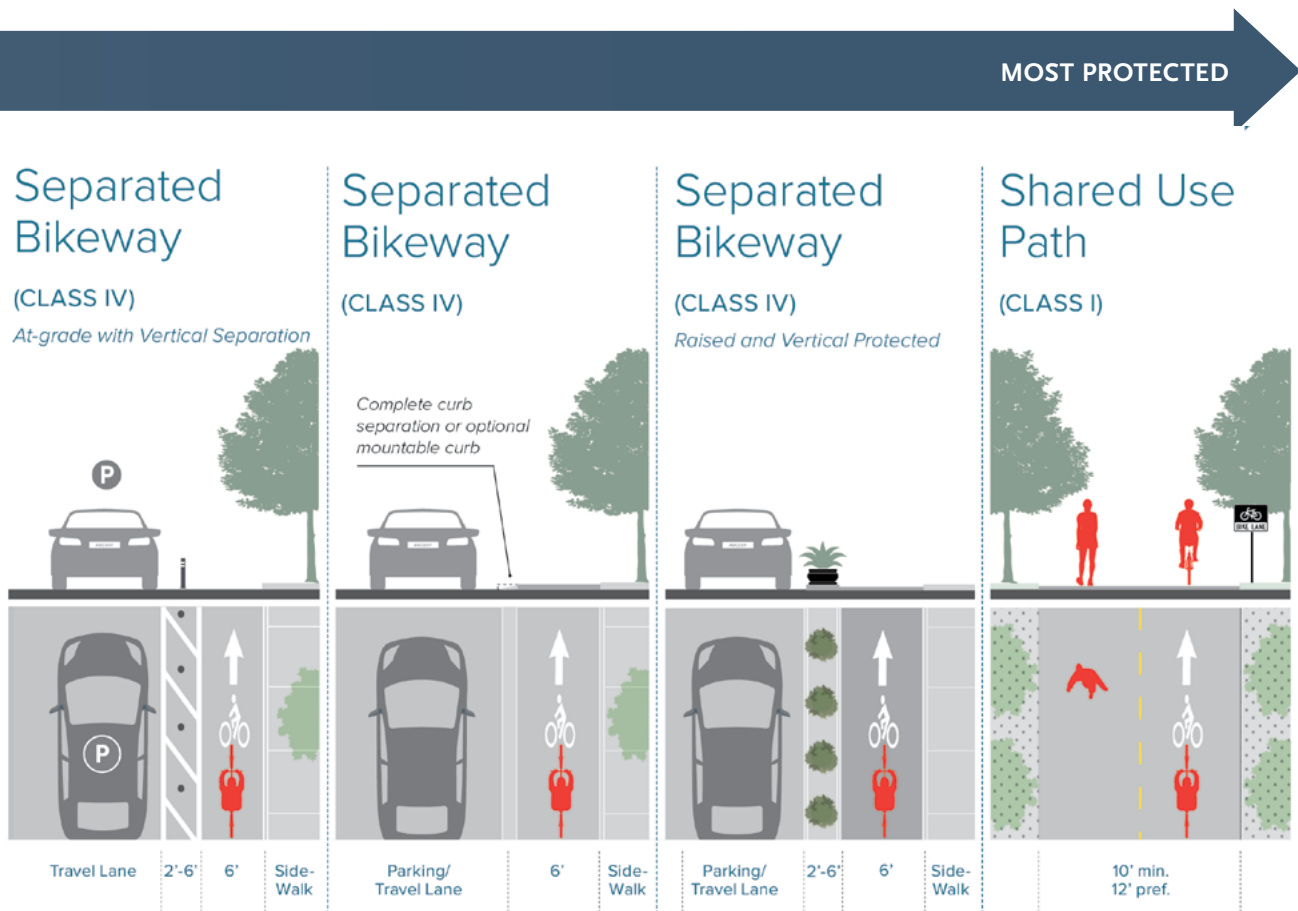 MOST PROTECTED
Separated
Bikeway
(CLASS IV)
At-grade with Vertical Separation
P
P
Travel Lane
2'-6'
6'
Side-
Walk
Separated
Bikeway
(CLASS IV)
Complete curb
separation or optional
mountable curb
Parking/
Travel Lane
6'
Side-
Walk
Separated
Bikeway
(CLASS IV)
Raised and Vertical Protected
Parking/
Travel Lane
2'-6'
6'
Side-
Walk
Shared Use
Path
(CLASS I)
BIKE LANE
10' min.
12' pref.